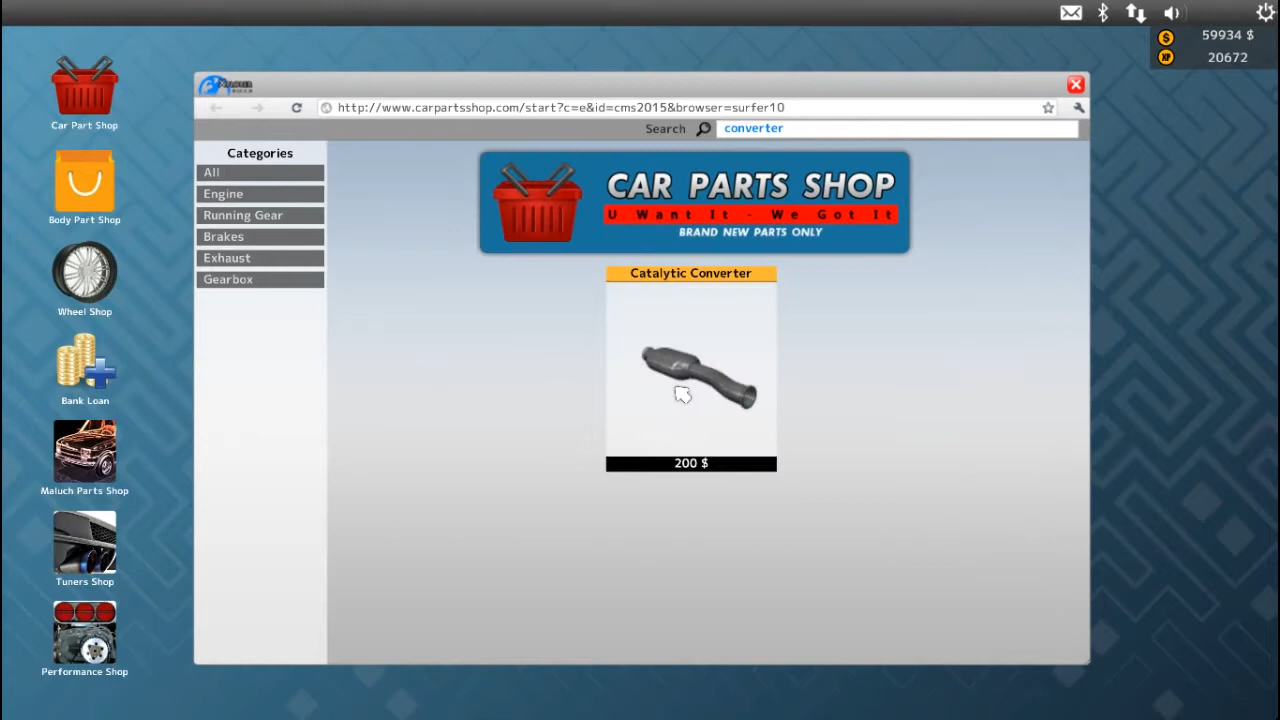 59934 $
XP 20672
Car Part Shop
Body Part Shop
Wheel Shop
Bank Loan
Maluch Parts Shop
Tuners Shop
Performance Shop
http://www.carpartsshop.com/start?c=e&id=cms2015&browser=surfer10
Search converter
Categories
All
Engine
Running Gear
Brakes
Exhaust
Gearbox
CAR PARTS SHOP
U Want It - We Got It
BRAND NEW PARTS ONLY
Catalytic Converter
200 $